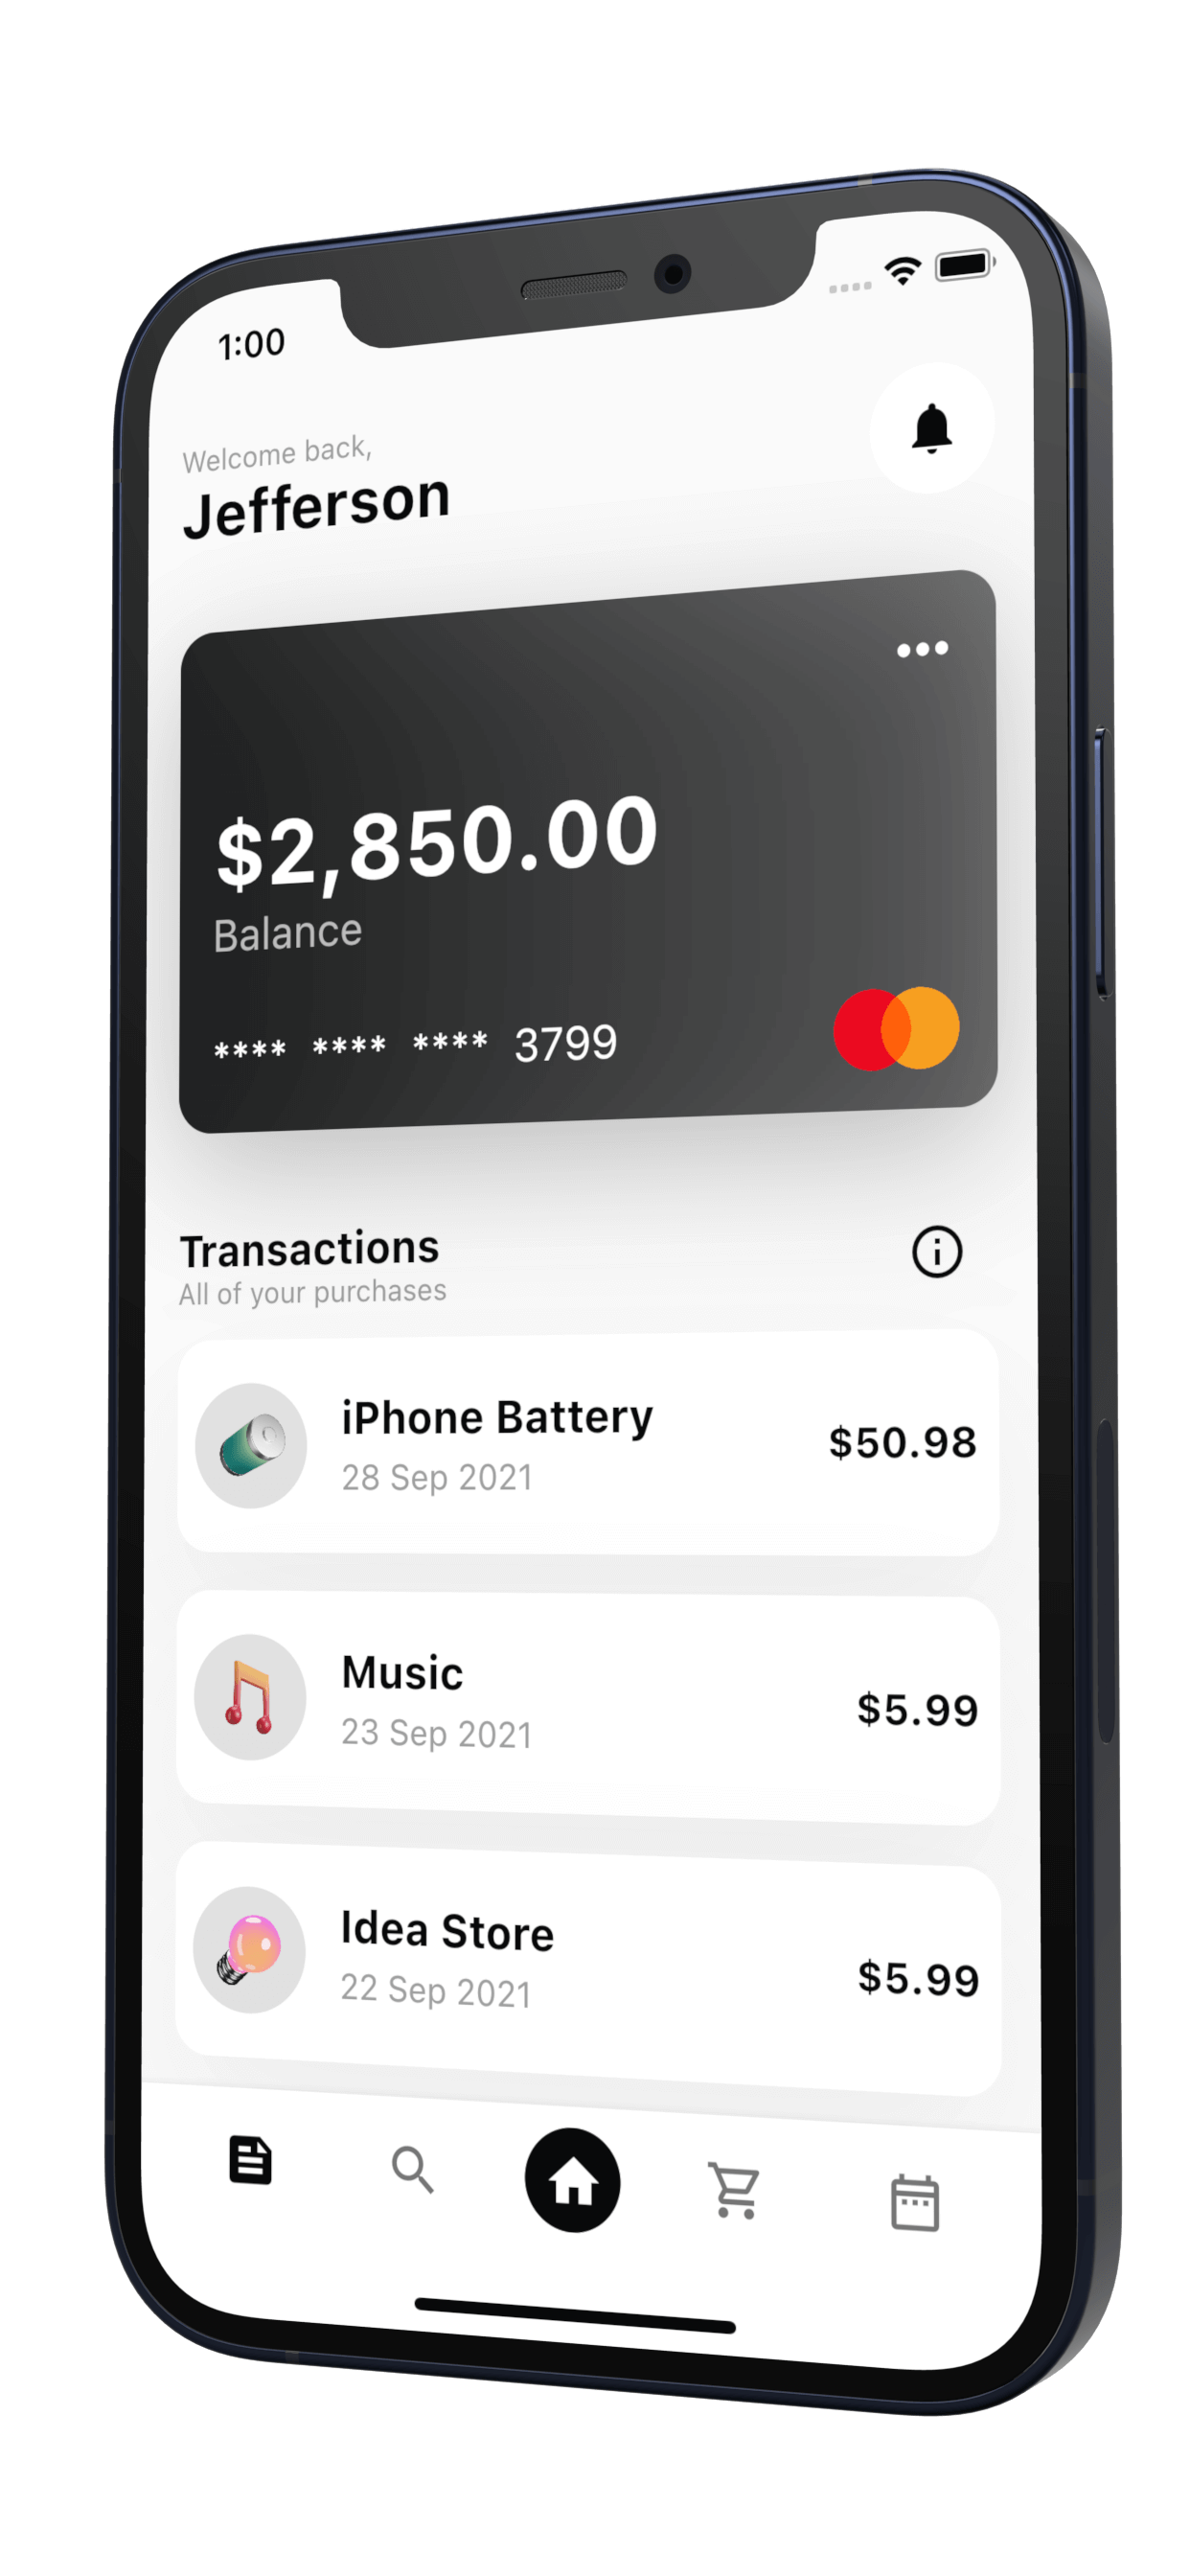 1:00
Welcome back,
Jefferson
$2,850.00
Balance
**** **** **** 3799
Transactions
All of your purchases
iPhone Battery
28 Sep 2021
$50.98
Music
23 Sep 2021
$5.99
Idea Store
22 Sep 2021
$5.99